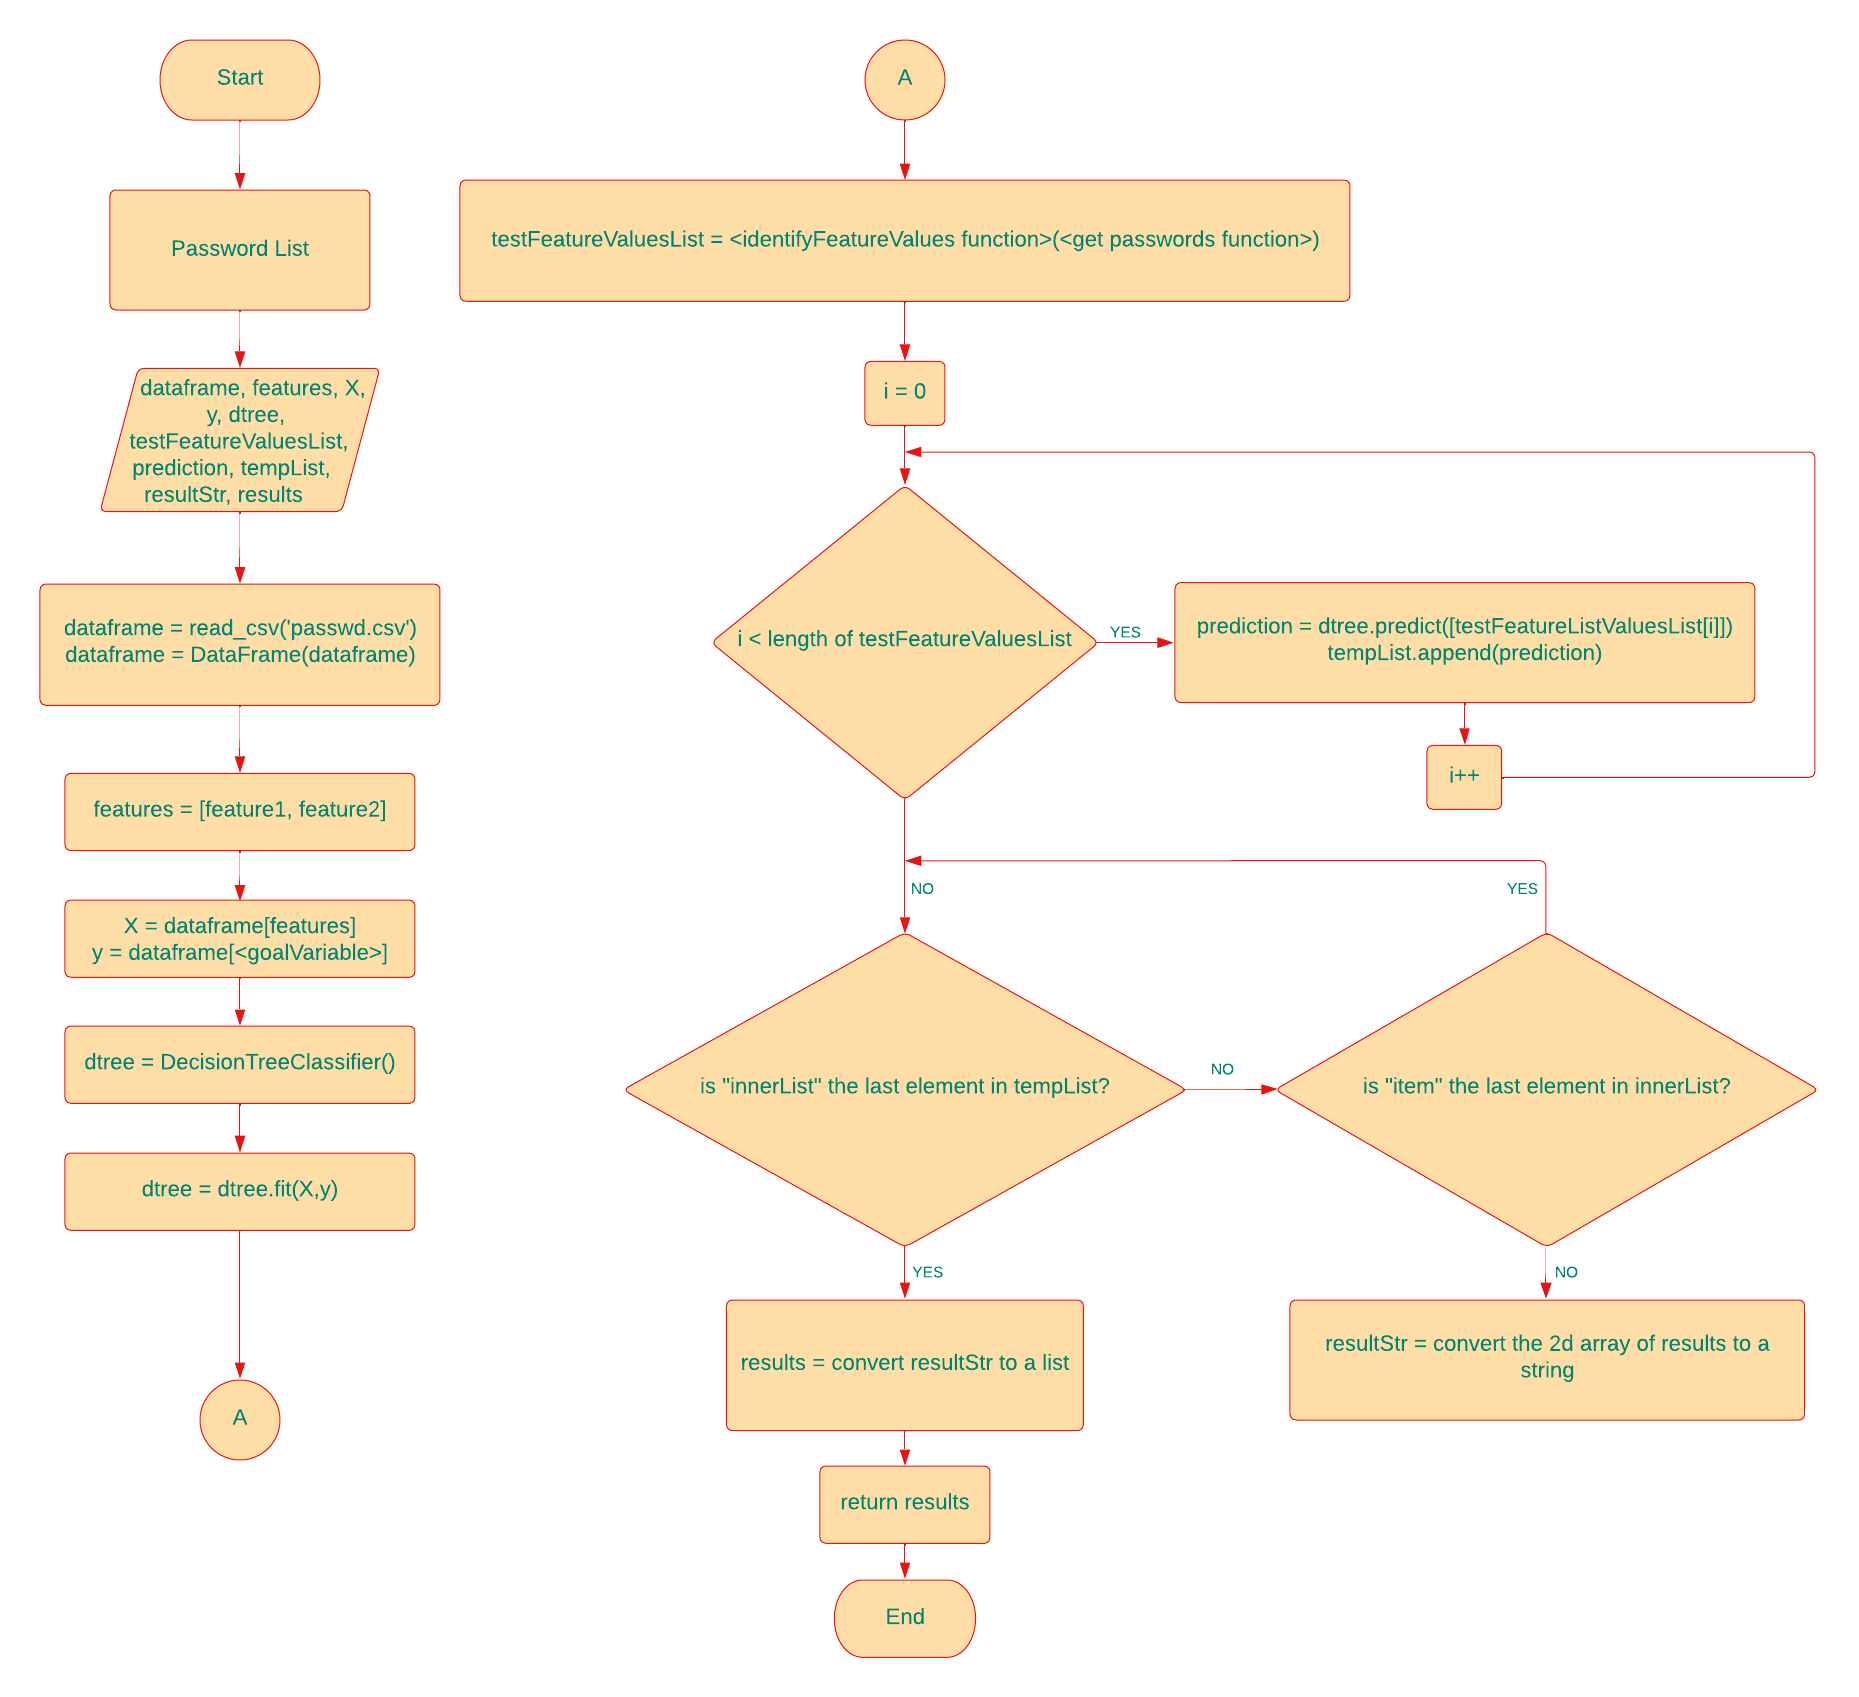 Start
Password List
dataframe, features, X,
y, dtree,
testFeatureValuesList,
prediction, tempList,
resultStr, results
dataframe = read_csv('passwd.csv')
dataframe = DataFrame(dataframe)
features = [feature1, feature2]
X = dataframe[features]
y = dataframe[<goalVariable>]
dtree = DecisionTreeClassifier()
dtree = dtree.fit(X,y)
A
A
testFeatureValuesList = <identifyFeatureValues function>(<get passwords function>)
i = 0
i < length of testFeatureValuesList
YES
prediction = dtree.predict([testFeatureListValuesList[i]])
tempList.append(prediction)
i++
NO
YES
is "innerList" the last element in tempList?
NO
is "item" the last element in innerList?
YES
NO
results = convert resultStr to a list
resultStr = convert the 2d array of results to a
string
return results
End